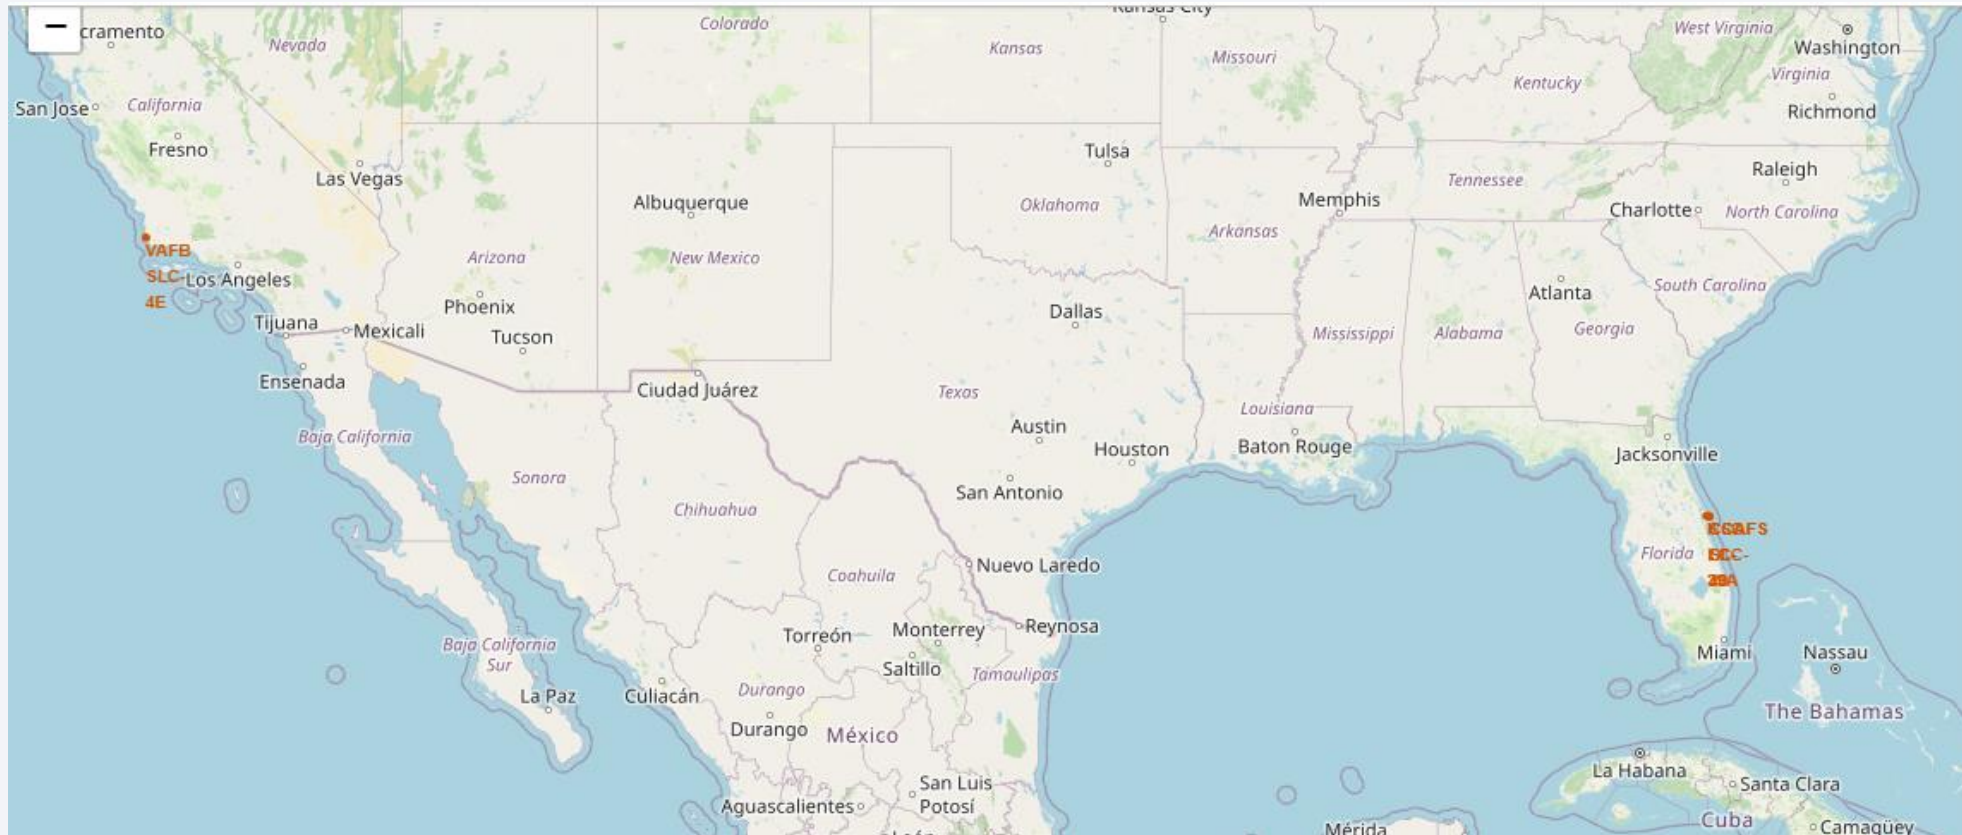 −
cramento
Nevada
Colorado
Kansas City
Kansas
Missouri
West Virginia
Washington
Kentucky
Virginia
San Jose
California
Richmond
Fresno
Tulsa
Las Vegas
Raleigh
Tennessee
Albuquerque
Oklahoma
Memphis
Charlotte
North Carolina
Arkansas
VAFB
SLC-
4E
Los Angeles
Arizona
New Mexico
South Carolina
Phoenix
Atlanta
Dallas
Tijuana
Mexicali
Tucson
Mississippi
Alabama
Georgia
Ensenada
Ciudad Juárez
Texas
Louisiana
Austin
Baja California
Houston
Baton Rouge
Jacksonville
Sonora
San Antonio
Chihuahua
Florida
Coahuila
Nuevo Laredo
Torreón
Monterrey
Reynosa
Baja California
Sur
Saltillo
Tamaulipas
Miami
Nassau
La Paz
Culiacán
Durango
Durango
México
The Bahamas
La Habana
Santa Clara
San Luis
Potosí
Aguascalientes
León
Mérida
Cuba
Camagüey